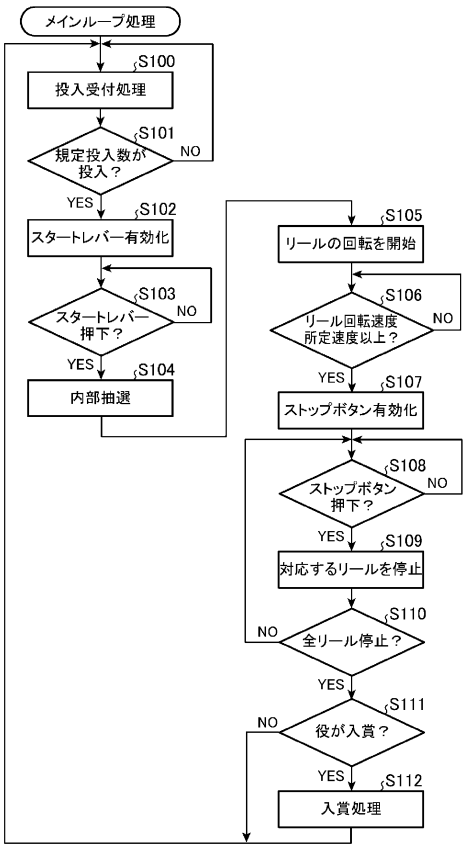 メインループ処理
S100
投入受付処理
S101
規定投入数が
投入？
NO
YES
S102
スタートレバー有効化
S103
スタートレバー
押下？
NO
YES
S104
内部抽選
S105
リールの回転を開始
S106
リール回転速度
所定速度以上？
NO
YES
S107
ストップボタン有効化
S108
ストップボタン
押下？
NO
YES
S109
対応するリールを停止
S110
全リール停止？
NO
YES
S111
役が入賞？
NO
YES
S112
入賞処理